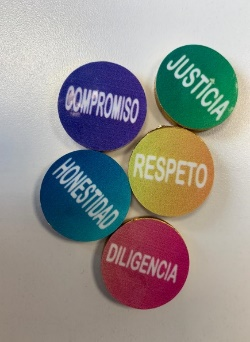 COMPROMISO
JUSTICIA
HONESTIDAD
RESPETO
DILIGENCIA